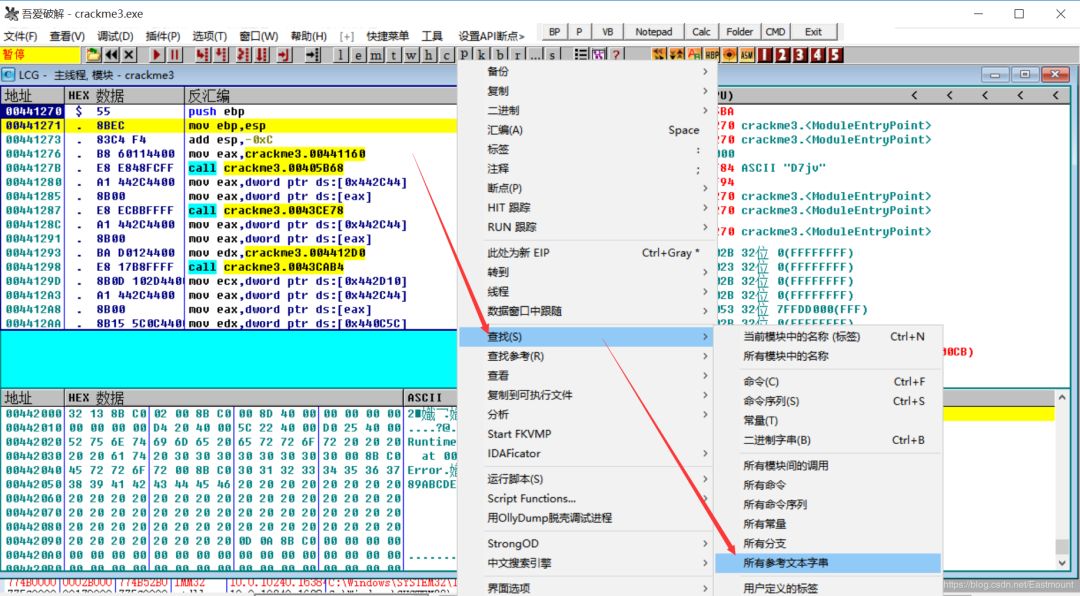 吾爱破解 - crackme3.exe
文件(F) 查看(V) 调试(D) 插件(P) 选项(T) 窗口(W) 帮助(H) [+] 快捷菜单 工具 设置API断点> BP P VB Notepad Calc Folder CMD Exit
暂停 l e m t w h c P k b r ... s ?
LCG - 主线程, 模块 - crackme3
地址 HEX 数据 反汇编
00441270 $ 55 push ebp
00441271 . 8BEC mov ebp,esp
00441273 . 83C4 F4 add esp,-0xC
00441276 . B8 60114400 mov eax,crackme3.00441160
0044127B . E8 E848FCFF call crackme3.00405B68
00441280 . A1 442C4400 mov eax,dword ptr ds:[0x442C44]
00441285 . 8B00 mov eax,dword ptr ds:[eax]
00441287 . E8 ECBBFFFF call crackme3.0043CE78
0044128C . A1 442C4400 mov eax,dword ptr ds:[0x442C44]
00441291 . 8B00 mov eax,dword ptr ds:[eax]
00441293 . BA D0124400 mov edx,crackme3.004412D0
00441298 . E8 17B8FFFF call crackme3.0043CAB4
0044129D . 8B0D 102D4400 mov ecx,dword ptr ds:[0x442D10]
004412A3 . A1 442C4400 mov eax,dword ptr ds:[0x442C44]
004412A8 . 8B00 mov eax,dword ptr ds:[eax]
004412AA . 8B15 5C0C4400 mov edx,dword ptr ds:[0x440C5C]
地址 HEX 数据 ASCII
00442000 32 13 8B C0 02 00 8B C0 00 8D 40 00 00 00 00 00
00442010 00 00 00 00 D4 20 40 00 5C 22 40 00 D0 25 40 00 ....?@.
00442020 52 75 6E 74 69 6D 65 20 65 72 72 6F 72 20 20 20 Runtime
00442030 20 20 61 74 20 30 30 30 30 30 30 30 30 00 8B C0 at 00
00442040 45 72 72 6F 72 00 8B C0 30 31 32 33 34 35 36 37 Error.
00442050 38 39 41 42 43 44 45 46 20 20 20 20 20 20 20 20 89ABCDE
00442060 20 20 20 20 20 20 20 20 20 20 20 20 20 20 20 20
00442070 20 20 20 20 20 20 20 20 20 20 20 20 20 20 20 20
00442080 20 20 20 20 20 20 20 20 20 20 20 20 20 20 20 20
00442090 20 20 20 20 20 20 20 20 0D 0A 8B C0 00 00 00 00
004420A0 00 00 00 00 00 00 00 00 00 00 00 00 00 00 00 00
备份
复制
二进制
汇编(A) Space
标签 :
注释 ;
断点(P)
HIT 跟踪
RUN 跟踪
此处为新 EIP Ctrl+Gray *
转到
线程
数据窗口中跟随
查找(S)
查找参考(R)
查看
复制到可执行文件
分析
Start FKVMP
IDAFicator
运行脚本(S)
Script Functions...
用OllyDump脱壳调试进程
StrongOD
中文搜索引擎
界面选项
当前模块中的名称 (标签) Ctrl+N
所有模块中的名称
命令(C) Ctrl+F
命令序列(S) Ctrl+S
常量(T)
二进制字串(B) Ctrl+B
所有模块间的调用
所有命令
所有命令序列
所有常量
所有分支
所有参考文本字串
用户定义的标签
U) < < < < <
5BA
270 crackme3.<ModuleEntryPoint>
270 crackme3.<ModuleEntryPoint>
000
F84 ASCII "D7jv"
F94
270 crackme3.<ModuleEntryPoint>
270 crackme3.<ModuleEntryPoint>
270 crackme3.<ModuleEntryPoint>
02B 32位 0(FFFFFFFF)
023 32位 0(FFFFFFFF)
02B 32位 0(FFFFFFFF)
02B 32位 0(FFFFFFFF)
053 32位 7FFDD000(FFF)
02B 32位 0(FFFFFFFF)
00CB)
774B0000 0002B000 774B52B0 IMM32 10.0.10240.1638 C:\Windows\SYSTEM32\I
https://blog.csdn.net/Eastmount